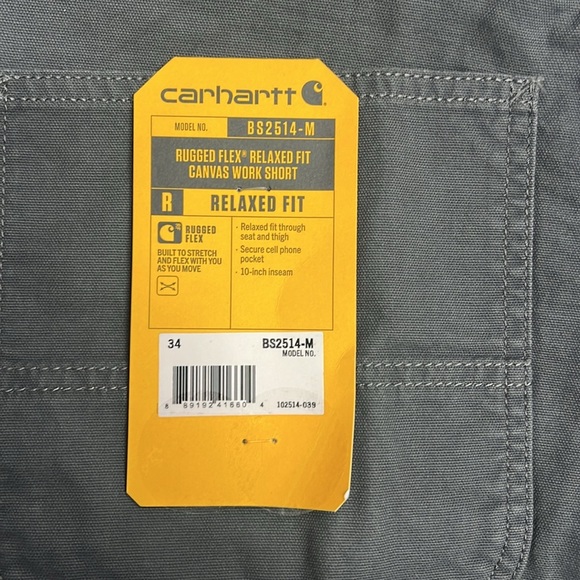 carhartt
MODEL NO. BS2514-M
RUGGED FLEX® RELAXED FIT
CANVAS WORK SHORT
R RELAXED FIT
RUGGED
FLEX
BUILT TO STRETCH
AND FLEX WITH YOU
AS YOU MOVE
- Relaxed fit through
seat and thigh
- Secure cell phone
pocket
- 10-inch inseam
34 BS2514-M
MODEL NO.
8 89192 41660 4 102514-039